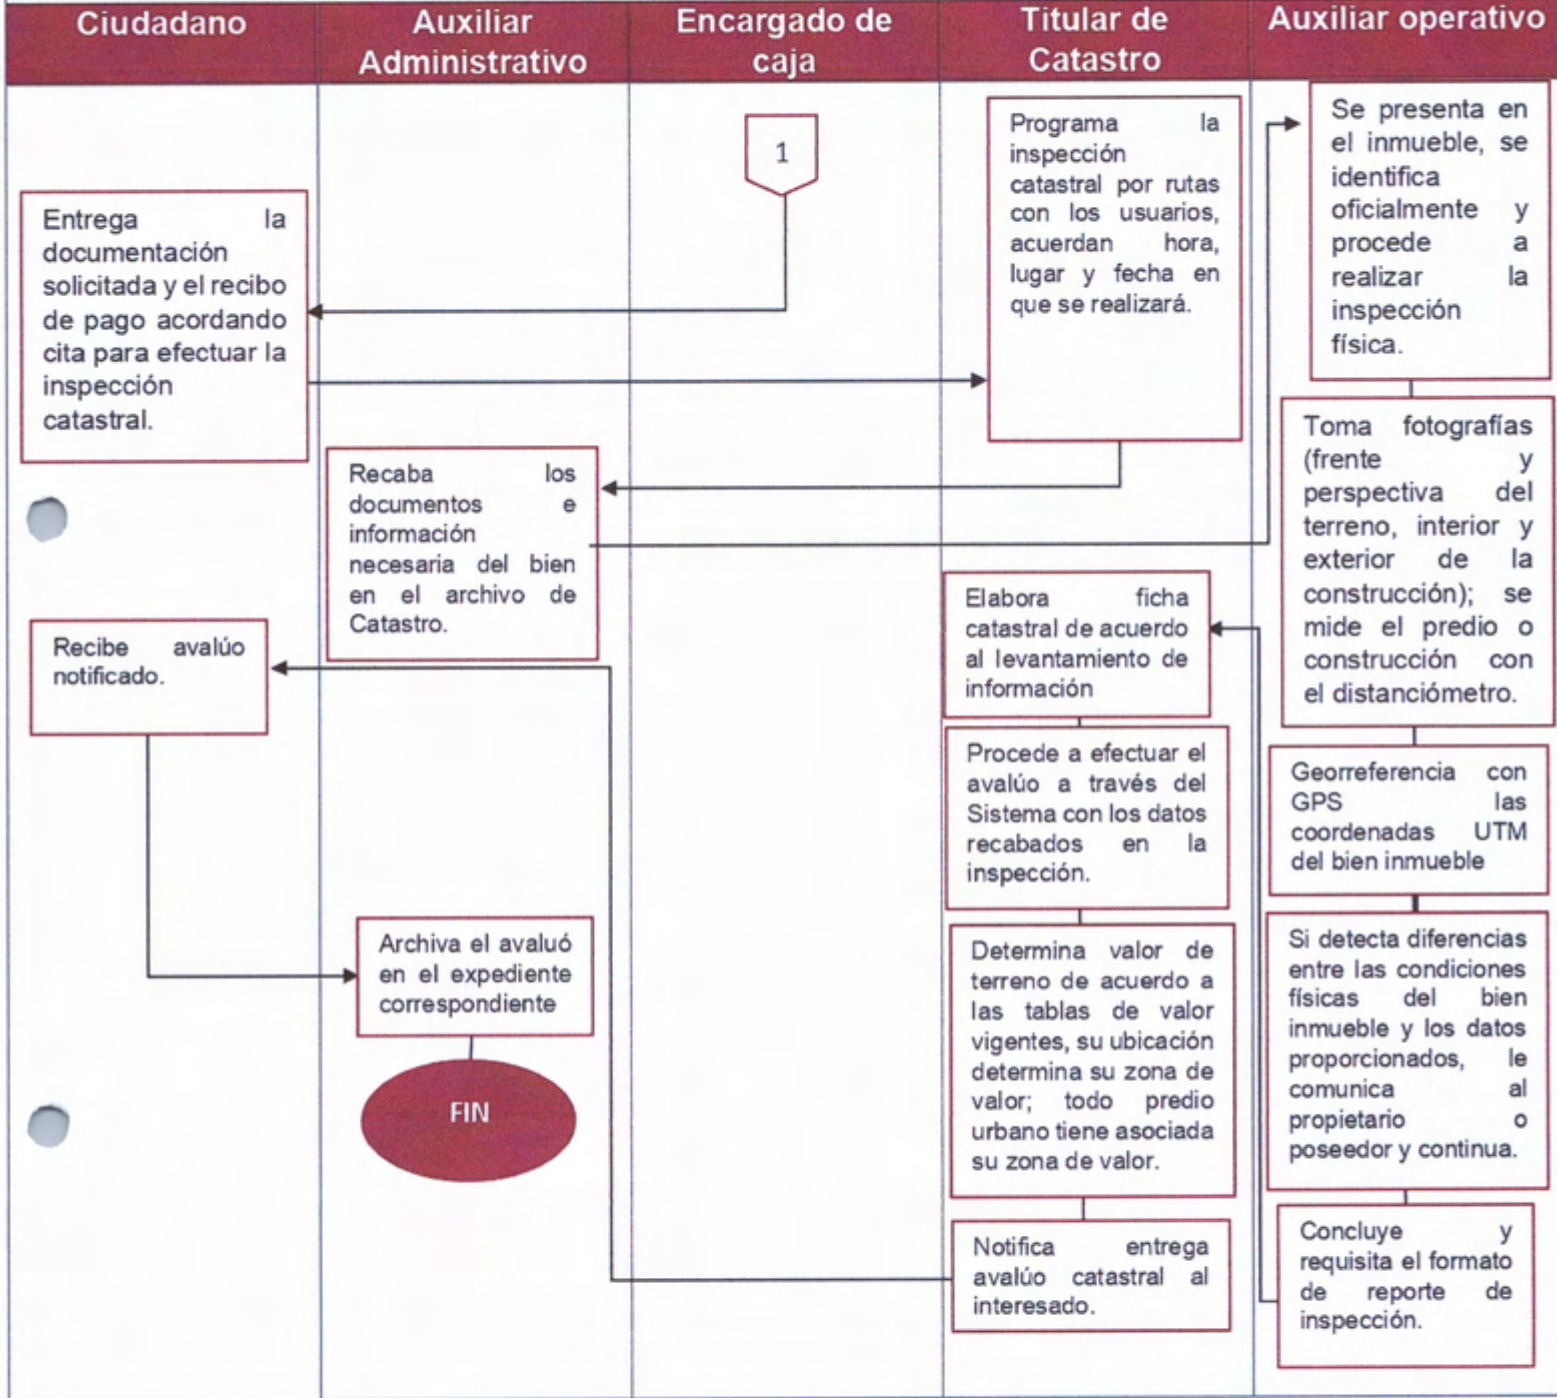 Ciudadano
Auxiliar
Administrativo
Encargado de
caja
Titular de
Catastro
Auxiliar operativo
1
Entrega la
documentación
solicitada y el recibo
de pago acordando
cita para efectuar la
inspección
catastral.
Programa la
inspección
catastral por rutas
con los usuarios,
acuerdan hora,
lugar y fecha en
que se realizará.
Recaba los
documentos e
información
necesaria del bien
en el archivo de
Catastro.
Se presenta en
el inmueble, se
identifica
oficialmente y
procede a
realizar la
inspección
física.
Toma fotografías
(frente y
perspectiva del
terreno, interior y
exterior de la
construcción); se
mide el predio o
construcción con
el distanciómetro.
Georreferencia con
GPS las
coordenadas UTM
del bien inmueble
Si detecta diferencias
entre las condiciones
físicas del bien
inmueble y los datos
proporcionados, le
comunica al
propietario o
poseedor y continua.
Concluye y
requisita el formato
de reporte de
inspección.
Elabora ficha
catastral de acuerdo
al levantamiento de
información
Procede a efectuar el
avalúo a través del
Sistema con los datos
recabados en la
inspección.
Determina valor de
terreno de acuerdo a
las tablas de valor
vigentes, su ubicación
determina su zona de
valor; todo predio
urbano tiene asociada
su zona de valor.
Notifica entrega
avalúo catastral al
interesado.
Recibe avalúo
notificado.
Archiva el avaluó
en el expediente
correspondiente
FIN